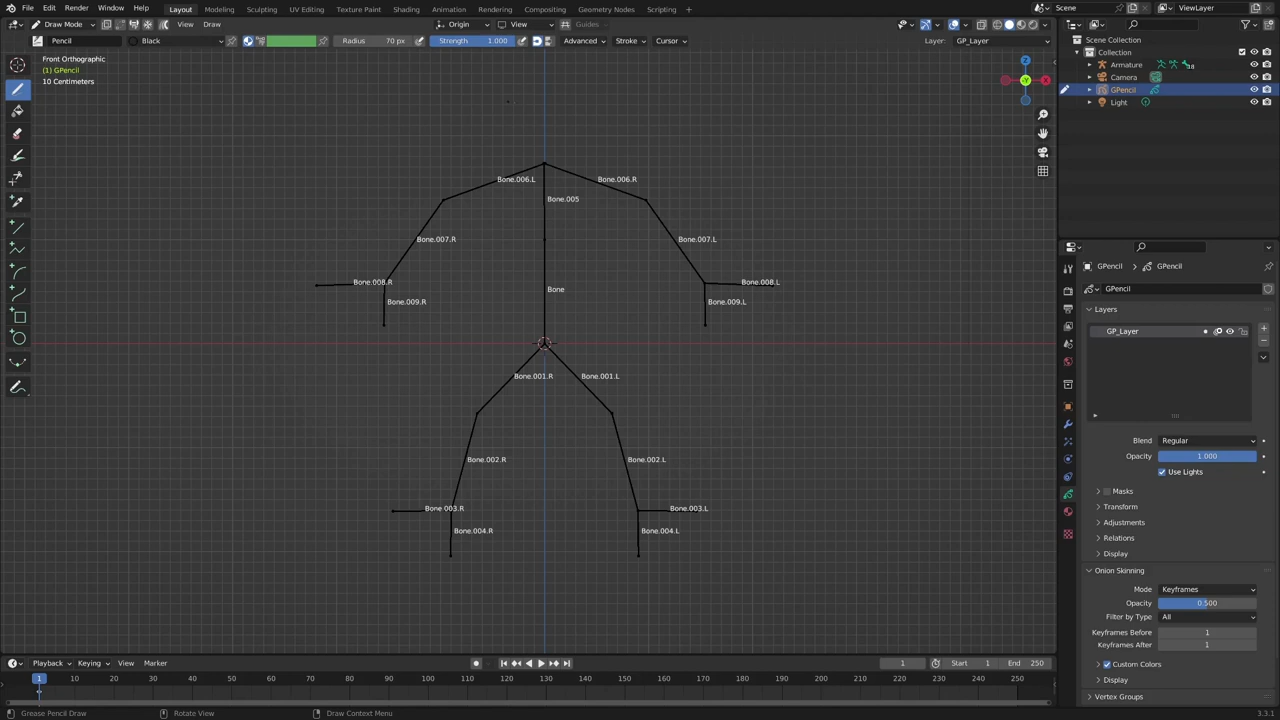 File Edit Render Window Help Layout Modeling Sculpting UV Editing Texture Paint Shading Animation Rendering Compositing Geometry Nodes Scripting + Scene ViewLayer
Draw Mode View Draw Origin View Guides
Pencil Black Radius 70 px Strength 1.000 Advanced Stroke Cursor Layer: GP_Layer
Front Orthographic
(1) GPencil
10 Centimeters
Z
Y
X
Bone.006.L Bone.006.R
Bone.005
Bone.007.R Bone.007.L
Bone.008.R Bone Bone.008.L
Bone.009.R Bone.009.L
Bone.001.R Bone.001.L
Bone.002.R Bone.002.L
Bone 003.R Bone.003.L
Bone.004.R Bone.004.L
Scene Collection
Collection
Armature 18
Camera
GPencil
Light
GPencil GPencil
GPencil
Layers
GP_Layer
Blend Regular
Opacity 1.000
Use Lights
Masks
Transform
Adjustments
Relations
Display
Onion Skinning
Mode Keyframes
Opacity 0.500
Filter by Type All
Keyframes Before 1
Keyframes After 1
Custom Colors
Display
Vertex Groups
Playback Keying View Marker 1 Start 1 End 250
1 10 20 30 40 50 60 70 80 90 100 110 120 130 140 150 160 170 180 190 200 210 220 230 240 250
Grease Pencil Draw Rotate View Draw Context Menu 3.3.1